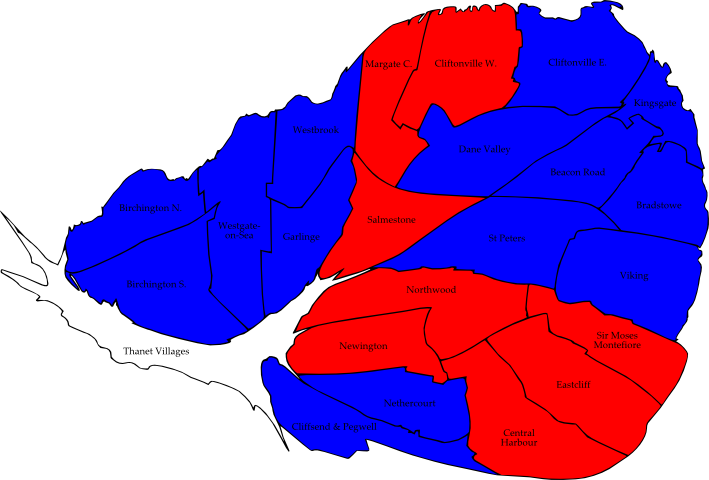 Margate C.
Cliftonville W.
Cliftonville E.
Kingsgate
Westbrook
Dane Valley
Beacon Road
Birchington N.
Westgate-
on-Sea
Garlinge
Salmestone
St Peters
Bradstowe
Viking
Birchington S.
Northwood
Sir Moses
Montefiore
Thanet Villages
Newington
Eastcliff
Nethercourt
Cliffsend & Pegwell
Central
Harbour